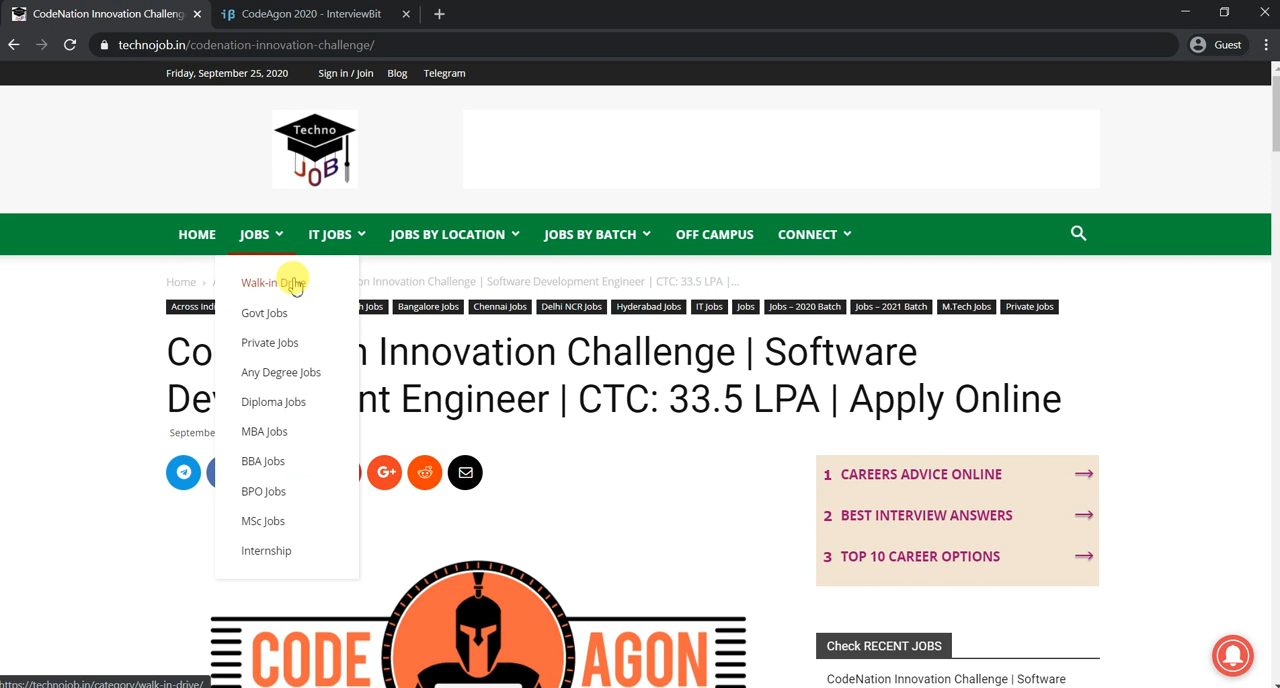 CodeNation Innovation Challeng
CodeAgon 2020 - InterviewBit
technojob.in/codenation-innovation-challenge/
Guest
Friday, September 25, 2020 Sign in / Join Blog Telegram
Techno
JOB
HOME JOBS IT JOBS JOBS BY LOCATION JOBS BY BATCH OFF CAMPUS CONNECT
Home › on Innovation Challenge | Software Development Engineer | CTC: 33.5 LPA |...
Across Indi h Jobs Bangalore Jobs Chennai Jobs Delhi NCR Jobs Hyderabad Jobs IT Jobs Jobs Jobs – 2020 Batch Jobs – 2021 Batch M.Tech Jobs Private Jobs
Walk-in Drive
Govt Jobs
Private Jobs
Any Degree Jobs
Diploma Jobs
MBA Jobs
BBA Jobs
BPO Jobs
MSc Jobs
Internship
Co n Innovation Challenge | Software
De nt Engineer | CTC: 33.5 LPA | Apply Online
Septembe
G+
1 CAREERS ADVICE ONLINE
2 BEST INTERVIEW ANSWERS
3 TOP 10 CAREER OPTIONS
CODE AGON
Check RECENT JOBS
CodeNation Innovation Challenge | Software
https://technojob.in/category/walk-in-drive/